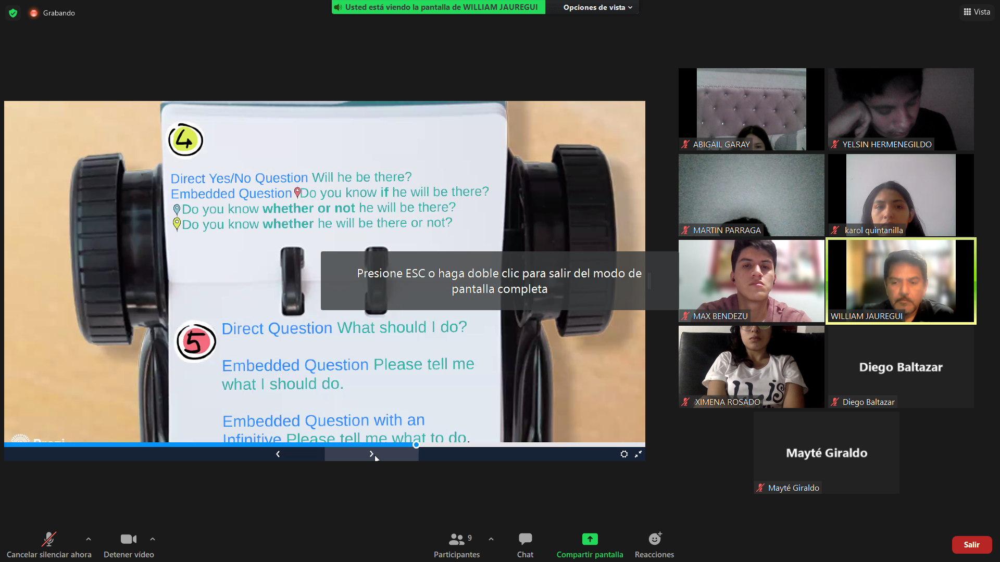 Grabando
Usted está viendo la pantalla de WILLIAM JAUREGUI
Opciones de vista
Vista
4
Direct Yes/No Question Will he be there?
Embedded Question Do you know if he will be there?
Do you know whether or not he will be there?
Do you know whether he will be there or not?
Presione ESC o haga doble clic para salir del modo de
pantalla completa
5
Direct Question What should I do?
Embedded Question Please tell me
what I should do.
Embedded Question with an
Infinitive Please tell me what to do.
Prezi
ABIGAIL GARAY
YELSIN HERMENEGILDO
MARTIN PARRAGA
karol quintanilla
MAX BENDEZU
WILLIAM JAUREGUI
XIMENA ROSADO
Diego Baltazar
Diego Baltazar
Mayté Giraldo
Mayté Giraldo
Cancelar silenciar ahora
Detener vídeo
9
Participantes
Chat
Compartir pantalla
Reacciones
Salir